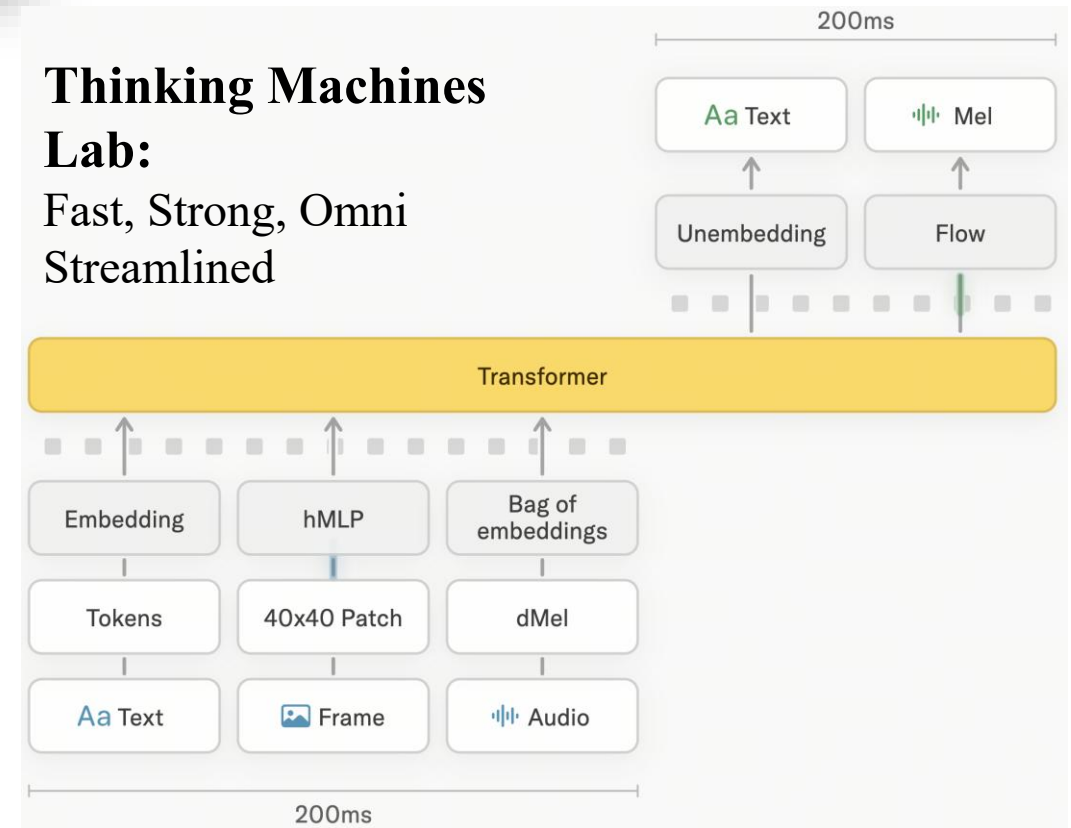 200ms
Thinking Machines
Lab:
Fast, Strong, Omni
Streamlined
Aa Text
Mel
Unembedding
Flow
Transformer
Embedding
hMLP
Bag of
embeddings
Tokens
40x40 Patch
dMel
Aa Text
Frame
Audio
200ms